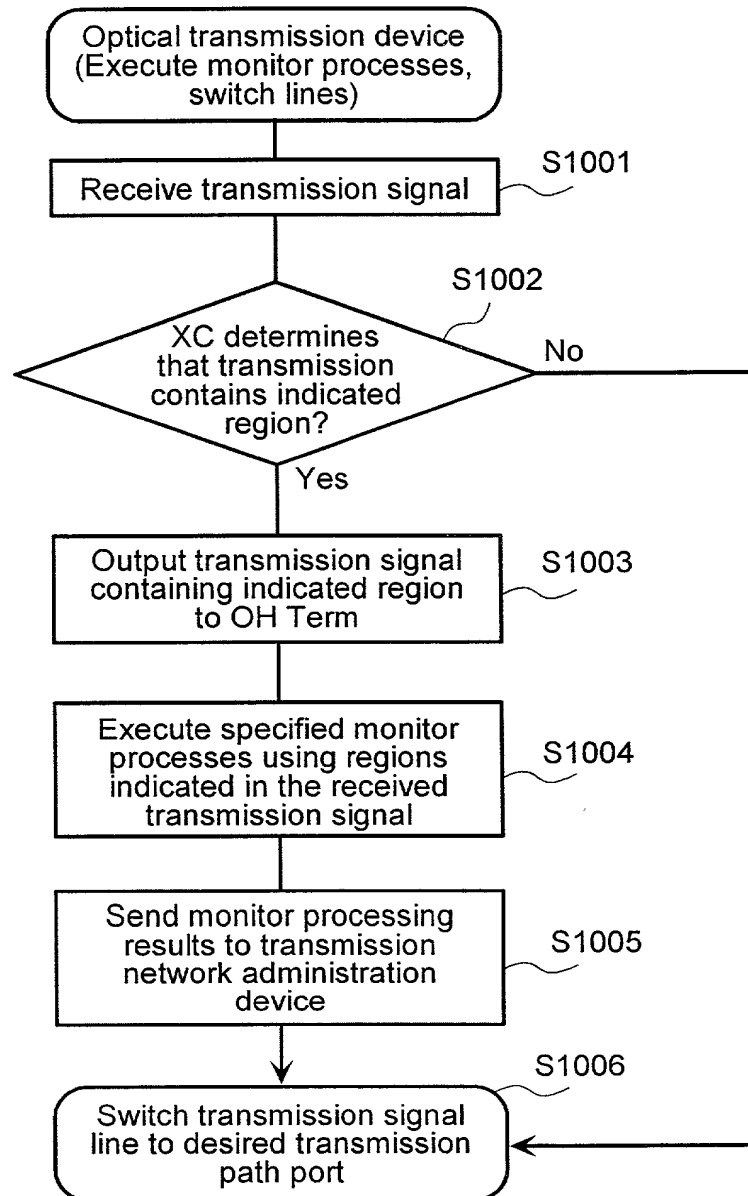 Optical transmission device
(Execute monitor processes,
switch lines)
S1001
Receive transmission signal
S1002
XC determines
that transmission
contains indicated
region?
No
Yes
Output transmission signal
containing indicated region
to OH Term
S1003
Execute specified monitor
processes using regions
indicated in the received
transmission signal
S1004
Send monitor processing
results to transmission
network administration
device
S1005
S1006
Switch transmission signal
line to desired transmission
path port